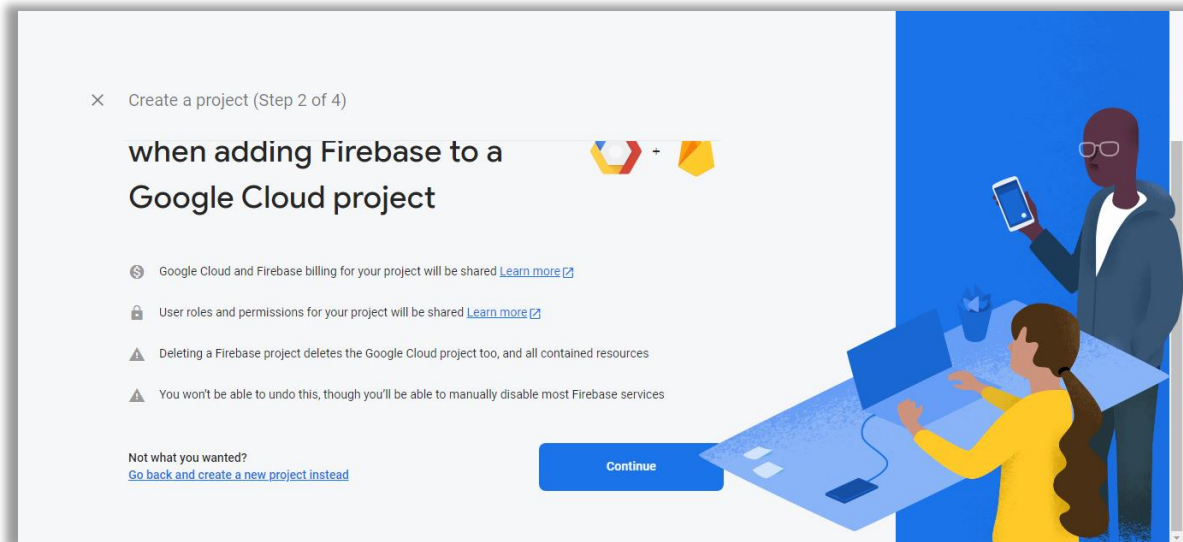 Create a project (Step 2 of 4)
when adding Firebase to a
Google Cloud project
Google Cloud and Firebase billing for your project will be shared Learn more
User roles and permissions for your project will be shared Learn more
Deleting a Firebase project deletes the Google Cloud project too, and all contained resources
You won't be able to undo this, though you'll be able to manually disable most Firebase services
Not what you wanted?
Go back and create a new project instead
Continue